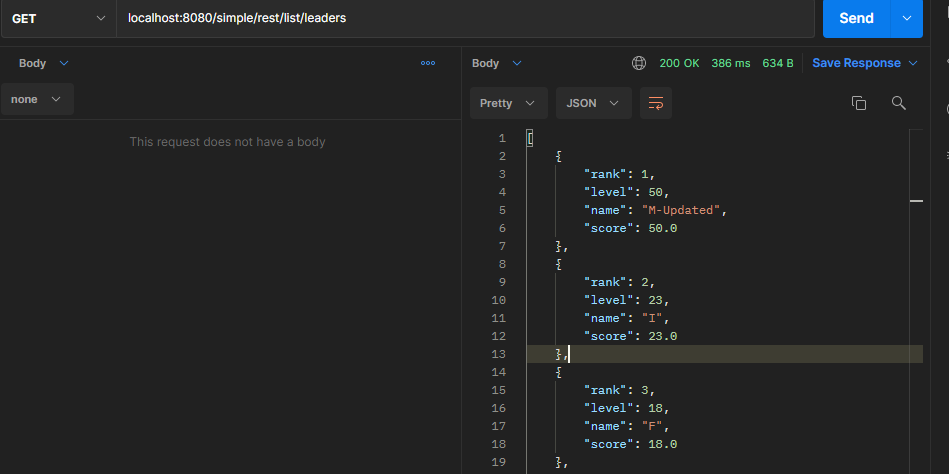 GET localhost:8080/simple/rest/list/leaders Send
Body Body 200 OK 386 ms 634 B Save Response
none Pretty JSON
This request does not have a body
1 [
2 {
3 "rank": 1,
4 "level": 50,
5 "name": "M-Updated",
6 "score": 50.0
7 },
8 {
9 "rank": 2,
10 "level": 23,
11 "name": "I",
12 "score": 23.0
13 },
14 {
15 "rank": 3,
16 "level": 18,
17 "name": "F",
18 "score": 18.0
19 },